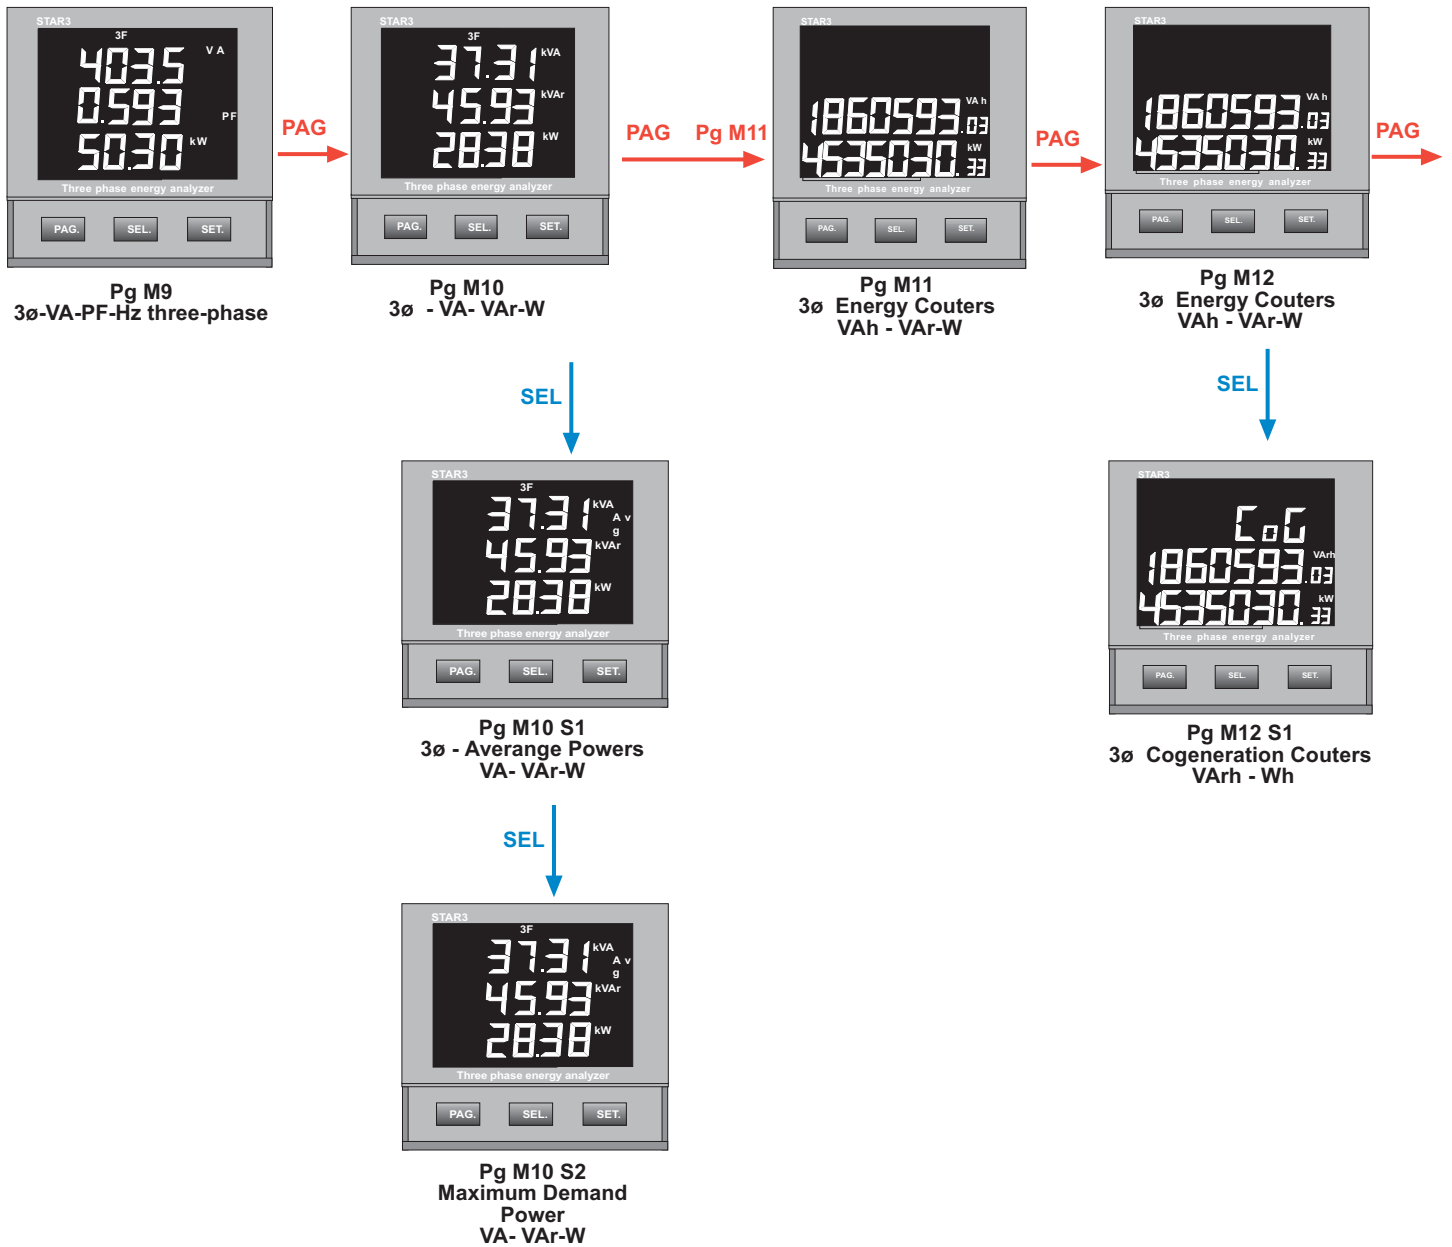 STAR3
3F
403.5 V A
0.593 PF
50.30 kW
Three phase energy analyzer
PAG. SEL. SET.
Pg M9
3ø-VA-PF-Hz three-phase
PAG
STAR3
3F
37.31 kVA
45.93 kVAr
28.38 kW
Three phase energy analyzer
PAG. SEL. SET.
Pg M10
3ø - VA- VAr-W
PAG Pg M11
STAR3
1860593.03 VA h
4535030.33 kW
Three phase energy analyzer
PAG. SEL. SET.
Pg M11
3ø Energy Couters
VAh - VAr-W
PAG
STAR3
1860593.03 VA h
4535030.33 kW
Three phase energy analyzer
PAG. SEL. SET.
Pg M12
3ø Energy Couters
VAh - VAr-W
PAG
SEL
STAR3
3F
37.31 kVA
A v
g
45.93 kVAr
28.38 kW
Three phase energy analyzer
PAG. SEL. SET.
Pg M10 S1
3ø - Averange Powers
VA- VAr-W
SEL
STAR3
CoG
1860593.03 VArh
4535030.33 kW
Three phase energy analyzer
PAG. SEL. SET.
Pg M12 S1
3ø Cogeneration Couters
VArh - Wh
SEL
STAR3
3F
37.31 kVA
A v
g
45.93 kVAr
28.38 kW
Three phase energy analyzer
PAG. SEL. SET.
Pg M10 S2
Maximum Demand
Power
VA- VAr-W